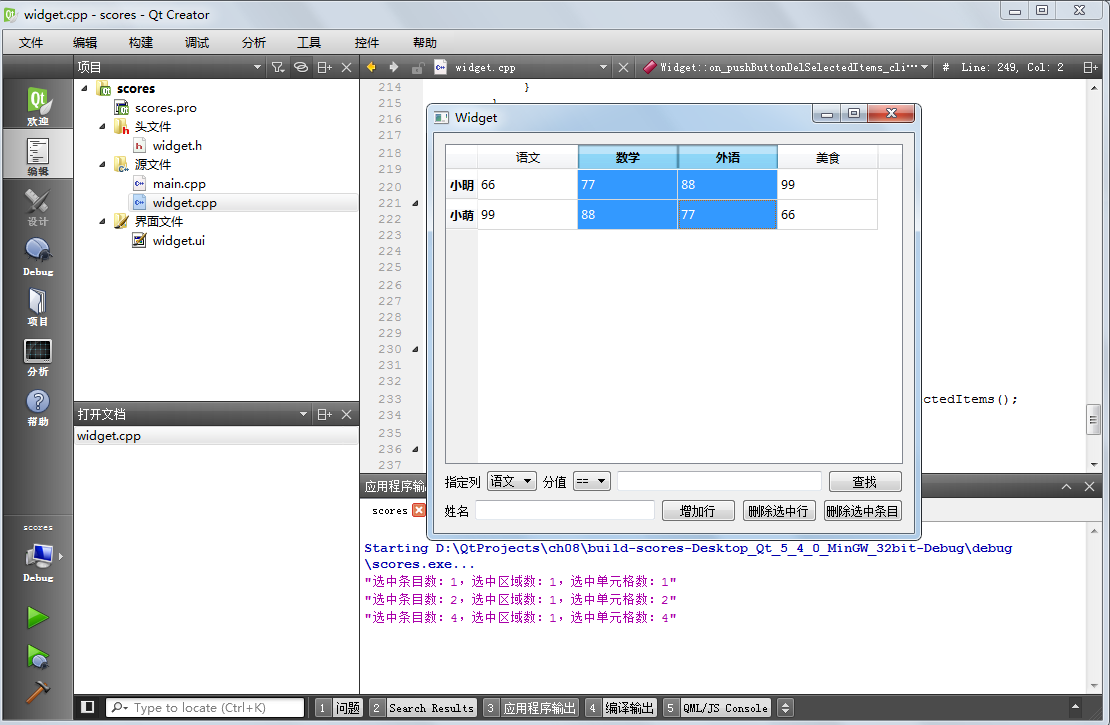 widget.cpp - scores - Qt Creator
文件 编辑 构建 调试 分析 工具 控件 帮助
项目
widget.cpp
Widget::on_pushButtonDelSelectedItems_cli···
# Line: 249, Col: 2
欢迎
编辑
设计
Debug
项目
分析
帮助
scores
Debug
scores
scores.pro
头文件
widget.h
源文件
main.cpp
widget.cpp
界面文件
widget.ui
打开文档
widget.cpp
214 }
215 }
216
217
218
219
220
221
222
223
224
225
226
227
228
229
230
231
232
233 ctedItems();
234
235
236
237
Widget
语文 数学 外语 美食
小明 66 77 88 99
小萌 99 88 77 66
指定列 语文 分值 == 查找
姓名 增加行 删除选中行 删除选中条目
应用程序输
scores
Starting D:\QtProjects\ch08\build-scores-Desktop_Qt_5_4_0_MinGW_32bit-Debug\debug
\scores.exe...
"选中条目数: 1, 选中区域数: 1, 选中单元格数: 1"
"选中条目数: 2, 选中区域数: 1, 选中单元格数: 2"
"选中条目数: 4, 选中区域数: 1, 选中单元格数: 4"
Type to locate (Ctrl+K) 1 问题 2 Search Results 3 应用程序输出 4 编译输出 5 QML/JS Console